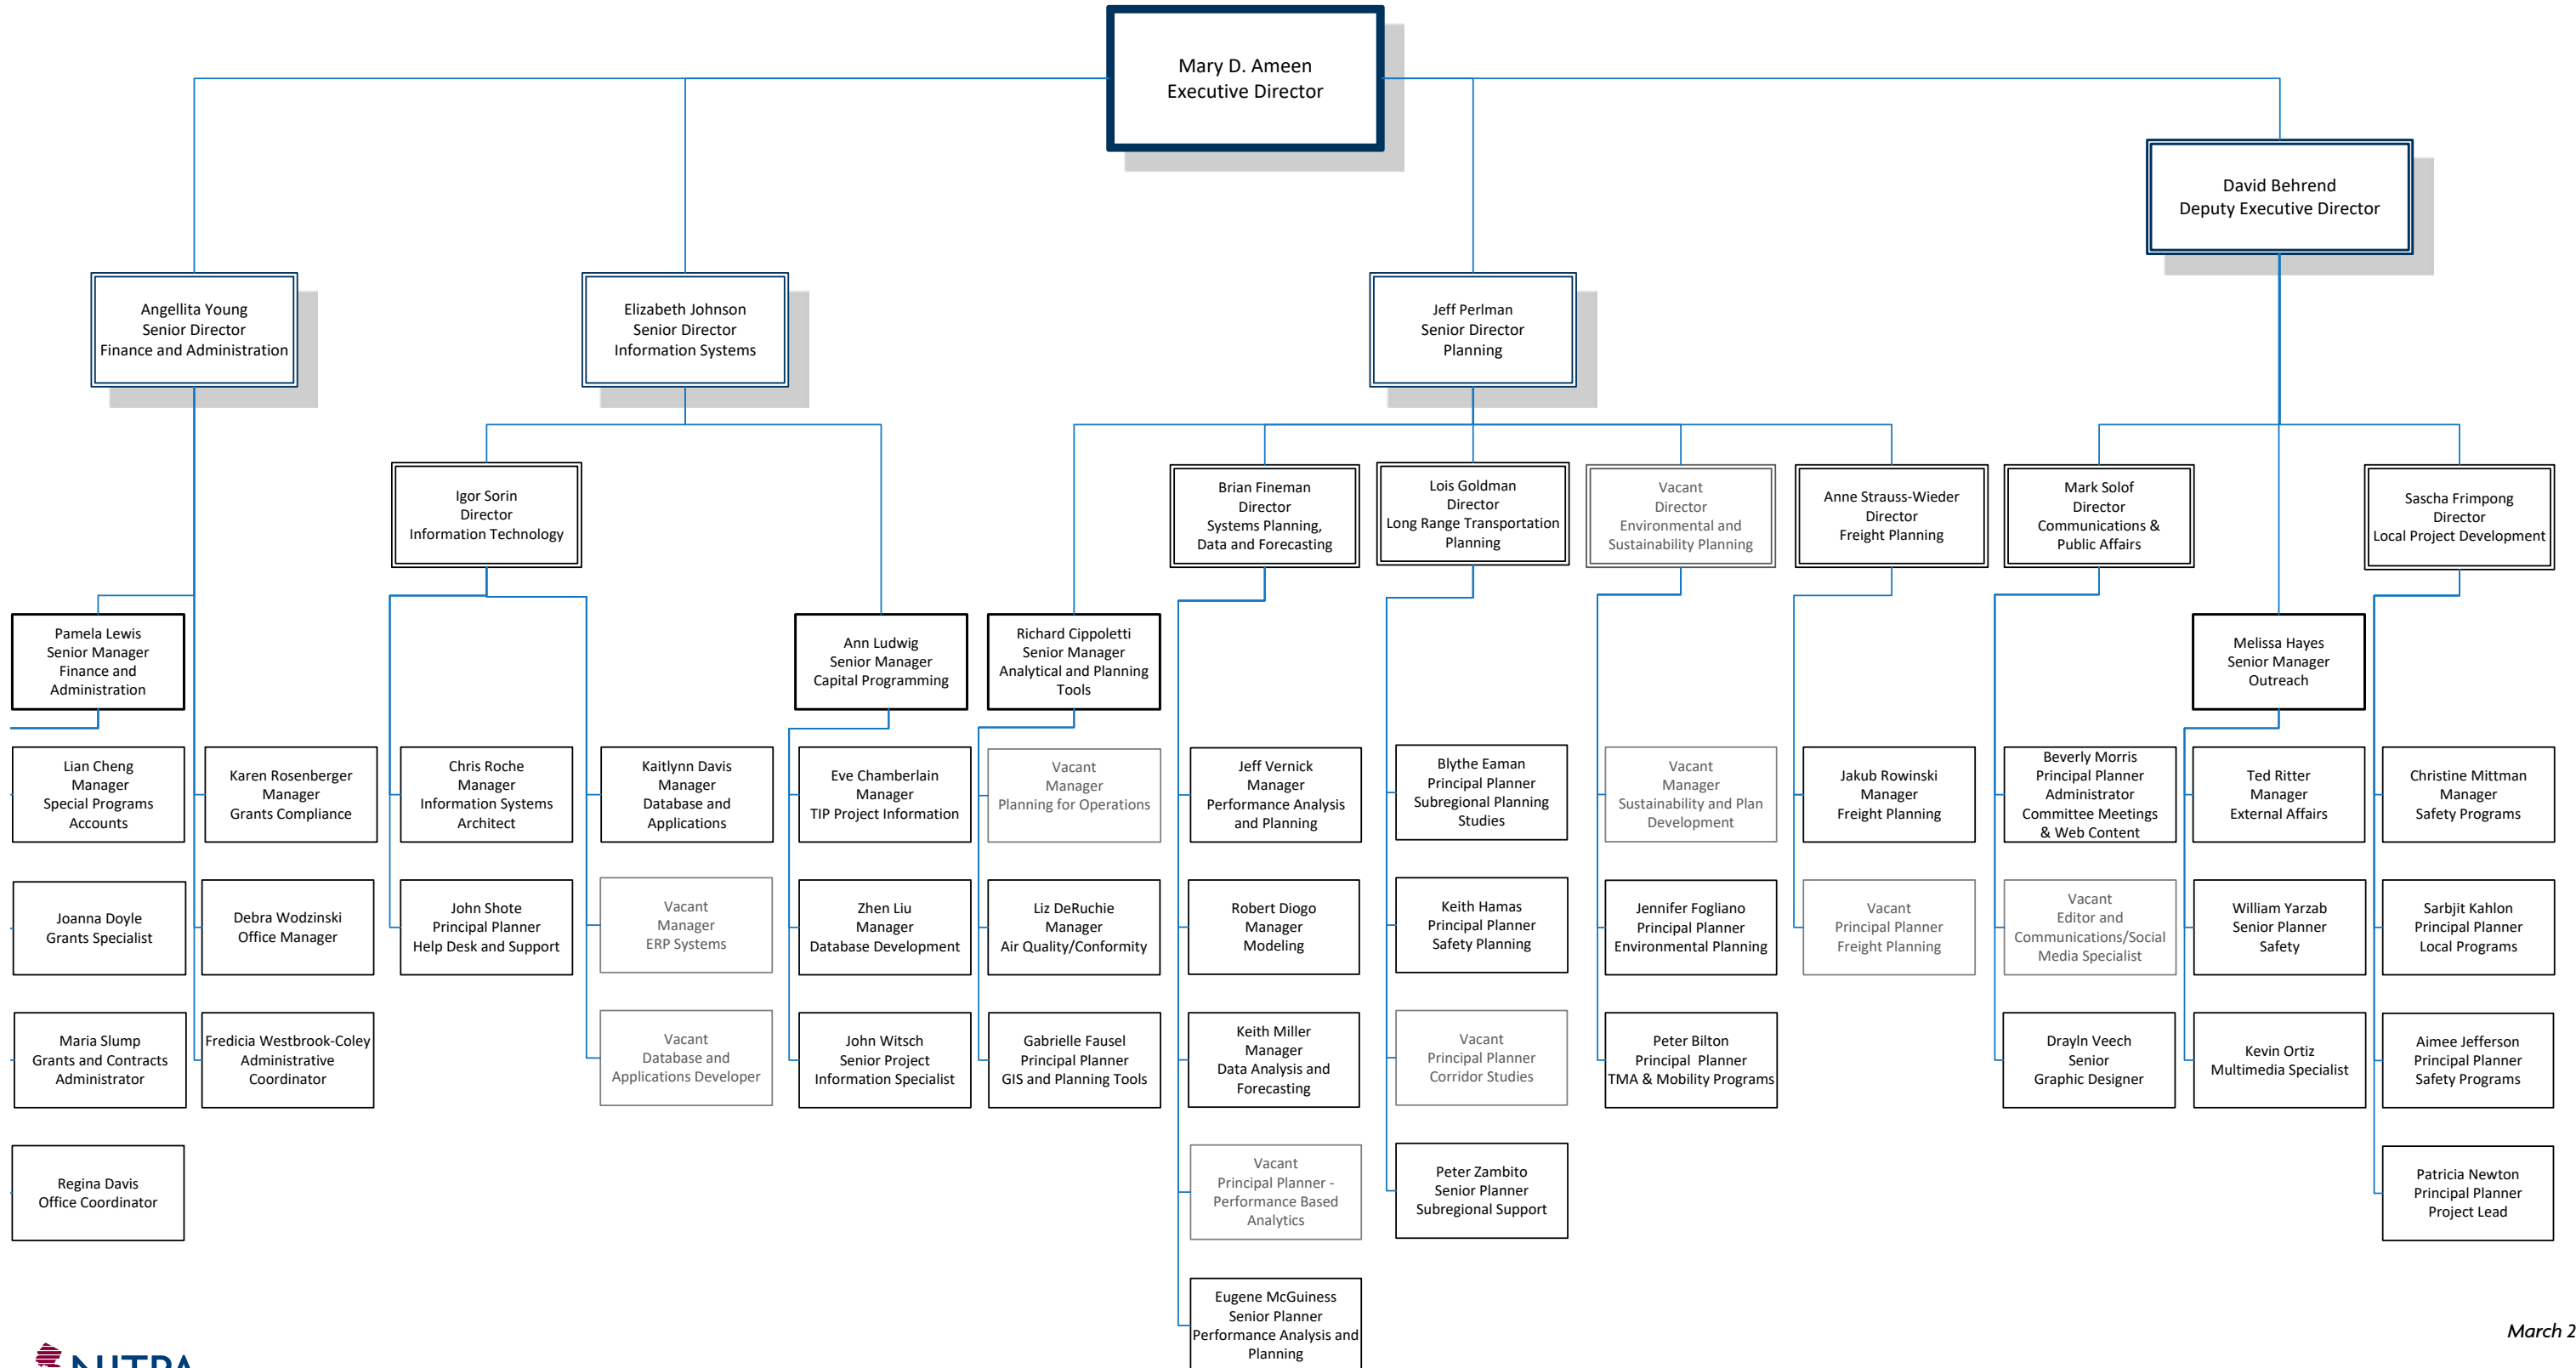 Mary D. Ameen
Executive Director
David Behrend
Deputy Executive Director
Angellita Young
Senior Director
Finance and Administration
Elizabeth Johnson
Senior Director
Information Systems
Jeff Perlman
Senior Director
Planning
Igor Sorin
Director
Information Technology
Brian Fineman
Director
Systems Planning,
Data and Forecasting
Lois Goldman
Director
Long Range Transportation
Planning
Vacant
Director
Environmental and
Sustainability Planning
Anne Strauss-Wieder
Director
Freight Planning
Mark Solof
Director
Communications &
Public Affairs
Sascha Frimpong
Director
Local Project Development
Pamela Lewis
Senior Manager
Finance and
Administration
Ann Ludwig
Senior Manager
Capital Programming
Richard Cippoletti
Senior Manager
Analytical and Planning
Tools
Melissa Hayes
Senior Manager
Outreach
Lian Cheng
Manager
Special Programs
Accounts
Karen Rosenberger
Manager
Grants Compliance
Chris Roche
Manager
Information Systems
Architect
Kaitlynn Davis
Manager
Database and
Applications
Eve Chamberlain
Manager
TIP Project Information
Vacant
Manager
Planning for Operations
Jeff Vernick
Manager
Performance Analysis
and Planning
Blythe Eaman
Principal Planner
Subregional Planning
Studies
Vacant
Manager
Sustainability and Plan
Development
Jakub Rowinski
Manager
Freight Planning
Beverly Morris
Principal Planner
Administrator
Committee Meetings
& Web Content
Ted Ritter
Manager
External Affairs
Christine Mittman
Manager
Safety Programs
Joanna Doyle
Grants Specialist
Debra Wodzinski
Office Manager
John Shote
Principal Planner
Help Desk and Support
Vacant
Manager
ERP Systems
Zhen Liu
Manager
Database Development
Liz DeRuchie
Manager
Air Quality/Conformity
Robert Diogo
Manager
Modeling
Keith Hamas
Principal Planner
Safety Planning
Jennifer Fogliano
Principal Planner
Environmental Planning
Vacant
Principal Planner
Freight Planning
Vacant
Editor and
Communications/Social
Media Specialist
William Yarzab
Senior Planner
Safety
Sarbjit Kahlon
Principal Planner
Local Programs
Maria Slump
Grants and Contracts
Administrator
Fredicia Westbrook-Coley
Administrative
Coordinator
Vacant
Database and
Applications Developer
John Witsch
Senior Project
Information Specialist
Gabrielle Fausel
Principal Planner
GIS and Planning Tools
Keith Miller
Manager
Data Analysis and
Forecasting
Vacant
Principal Planner
Corridor Studies
Peter Bilton
Principal Planner
TMA & Mobility Programs
Drayln Veech
Senior
Graphic Designer
Kevin Ortiz
Multimedia Specialist
Aimee Jefferson
Principal Planner
Safety Programs
Regina Davis
Office Coordinator
Vacant
Principal Planner -
Performance Based
Analytics
Peter Zambito
Senior Planner
Subregional Support
Patricia Newton
Principal Planner
Project Lead
Eugene McGuiness
Senior Planner
Performance Analysis and
Planning
March 2
NJTPA